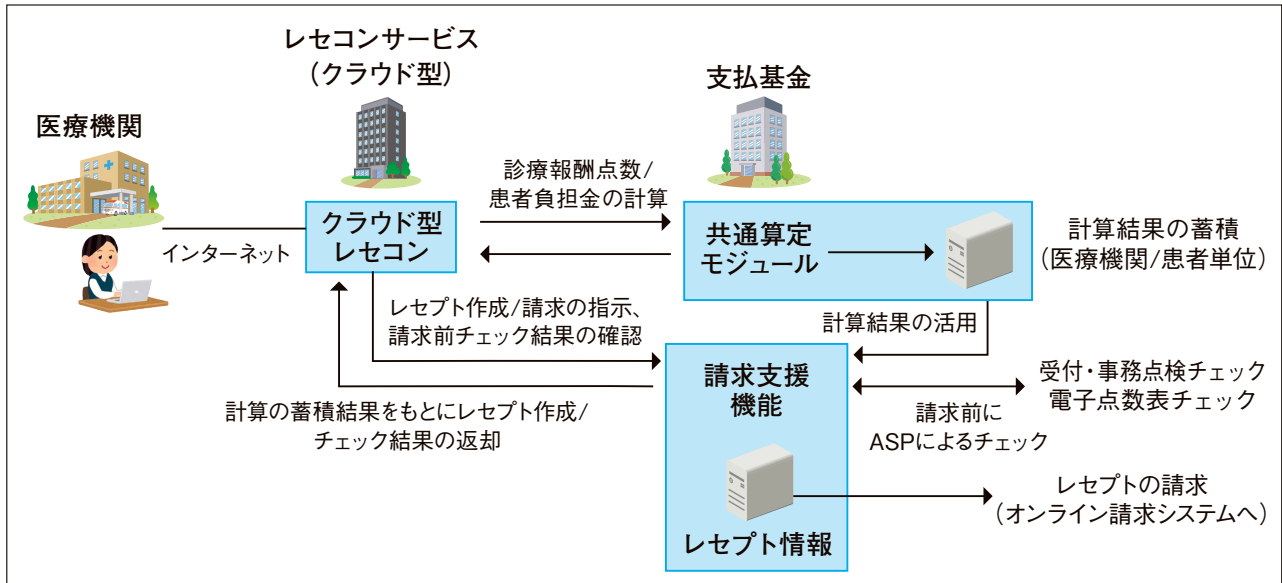 レセコンサービス
（クラウド型）
支払基金
医療機関
診療報酬点数/
患者負担金の計算
クラウド型
レセコン
インターネット
共通算定
モジュール
計算結果の蓄積
（医療機関/患者単位）
レセプト作成/請求の指示、
請求前チェック結果の確認
計算結果の活用
請求支援
機能
受付・事務点検チェック
電子点数表チェック
計算の蓄積結果をもとにレセプト作成/
チェック結果の返却
請求前に
ASPによるチェック
レセプトの請求
（オンライン請求システムへ）
レセプト情報